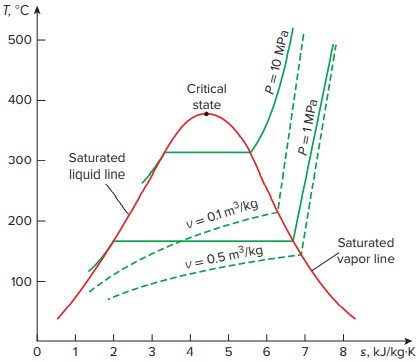 T, °C
500
400
300
200
100
Critical
state
Saturated
liquid line
P = 10 MPa
P = 1 MPa
v = 0.1 m³/kg
v = 0.5 m³/kg
Saturated
vapor line
0 1 2 3 4 5 6 7 8 s, kJ/kg·K